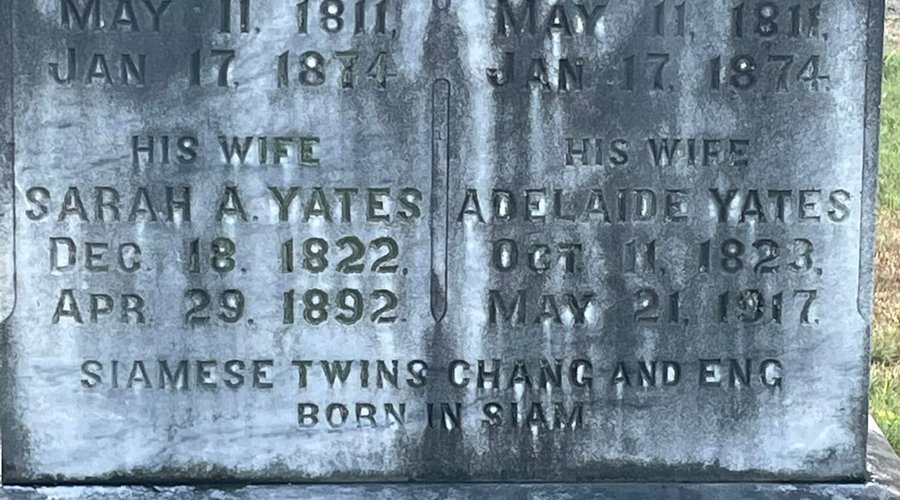 MAY 11, 1811,
JAN 17, 1874
HIS WIFE
SARAH A. YATES
DEC. 18, 1822,
APR. 29, 1892.
MAY 11, 1811,
JAN 17, 1874.
HIS WIFE
ADELAIDE YATES
OCT. 11, 1823,
MAY 21, 1917.
SIAMESE TWINS CHANG AND ENG
BORN IN SIAM